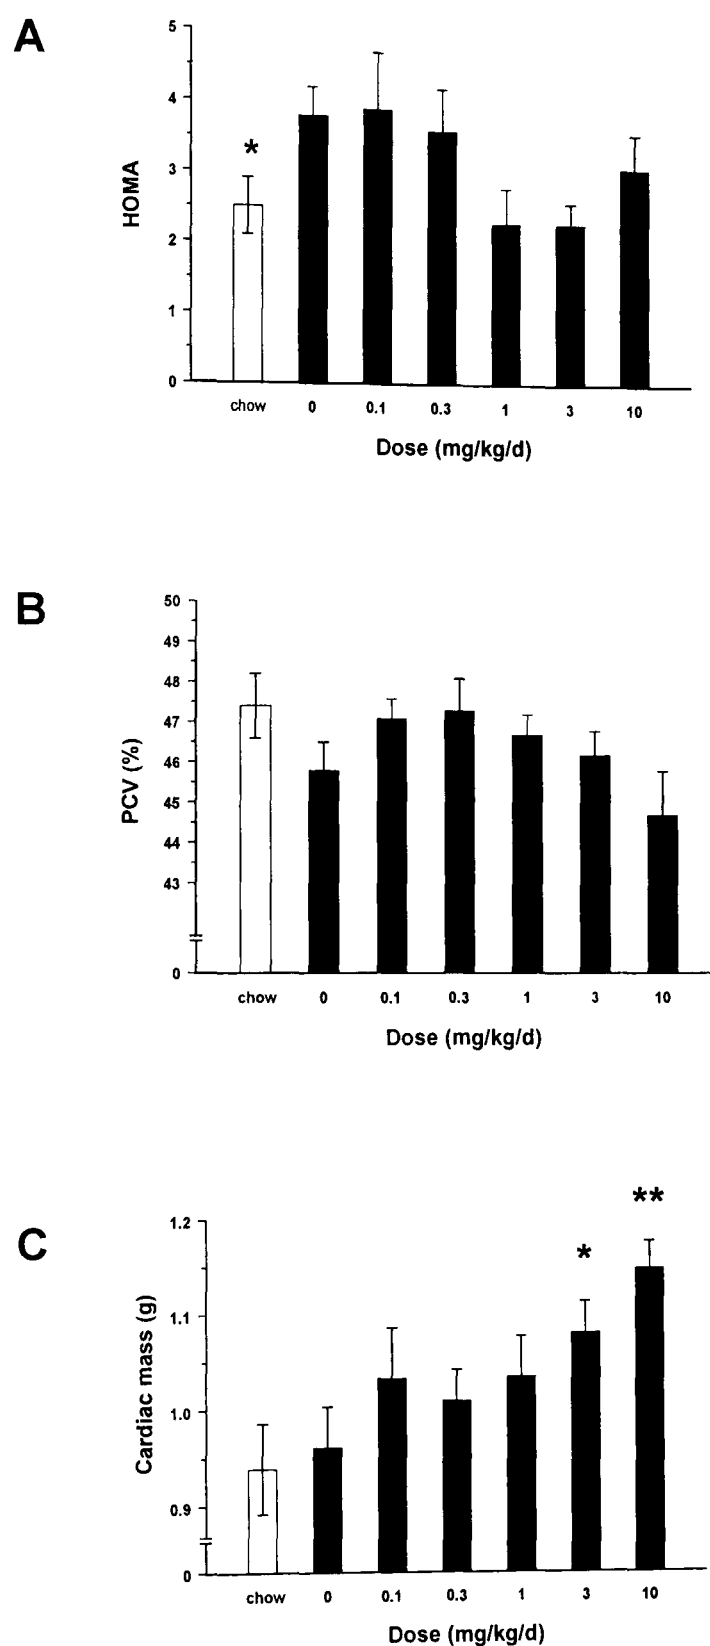 A
5
4
3
2
1
0
HOMA
*
chow 0 0.1 0.3 1 3 10
Dose (mg/kg/d)
B
50
49
48
47
46
45
44
43
0
PCV (%)
chow 0 0.1 0.3 1 3 10
Dose (mg/kg/d)
C
1.2
1.1
1.0
0.9
0
Cardiac mass (g)
*
**
chow 0 0.1 0.3 1 3 10
Dose (mg/kg/d)